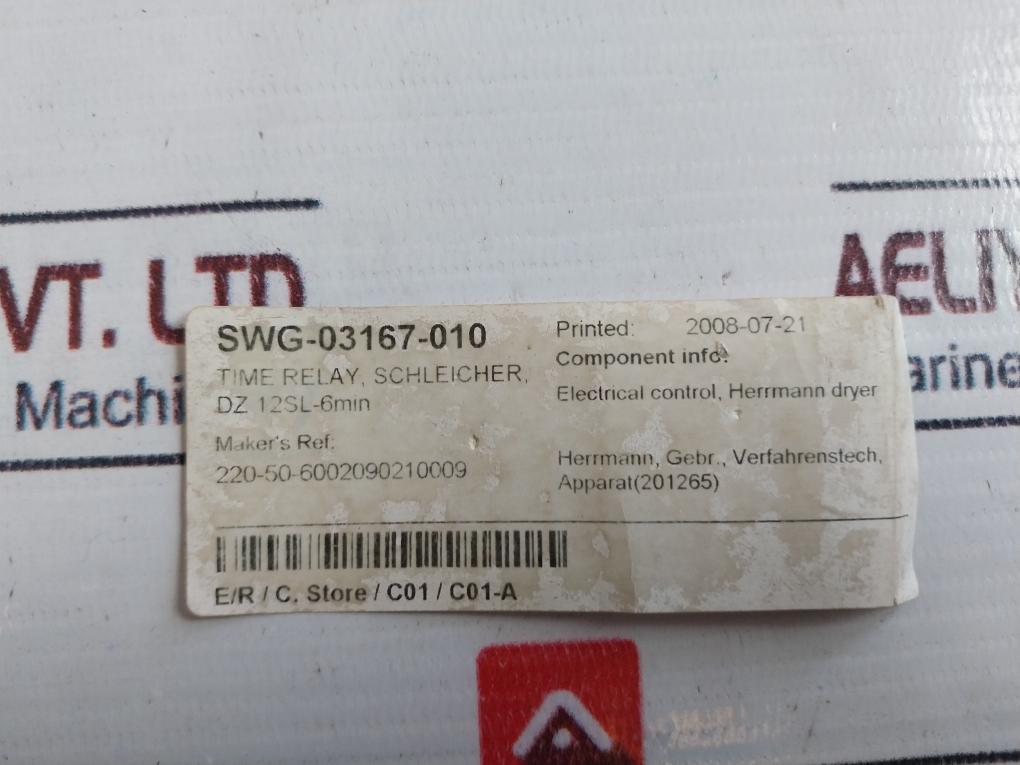 VT. LTD
AELIY
Machi
arine
SWG-03167-010
TIME RELAY, SCHLEICHER,
DZ 12SL-6min
Maker's Ref:
220-50-6002090210009
Printed: 2008-07-21
Component info:
Electrical control, Herrmann dryer
Herrmann, Gebr., Verfahrenstech,
Apparat(201265)
E/R / C. Store / C01 / C01-A